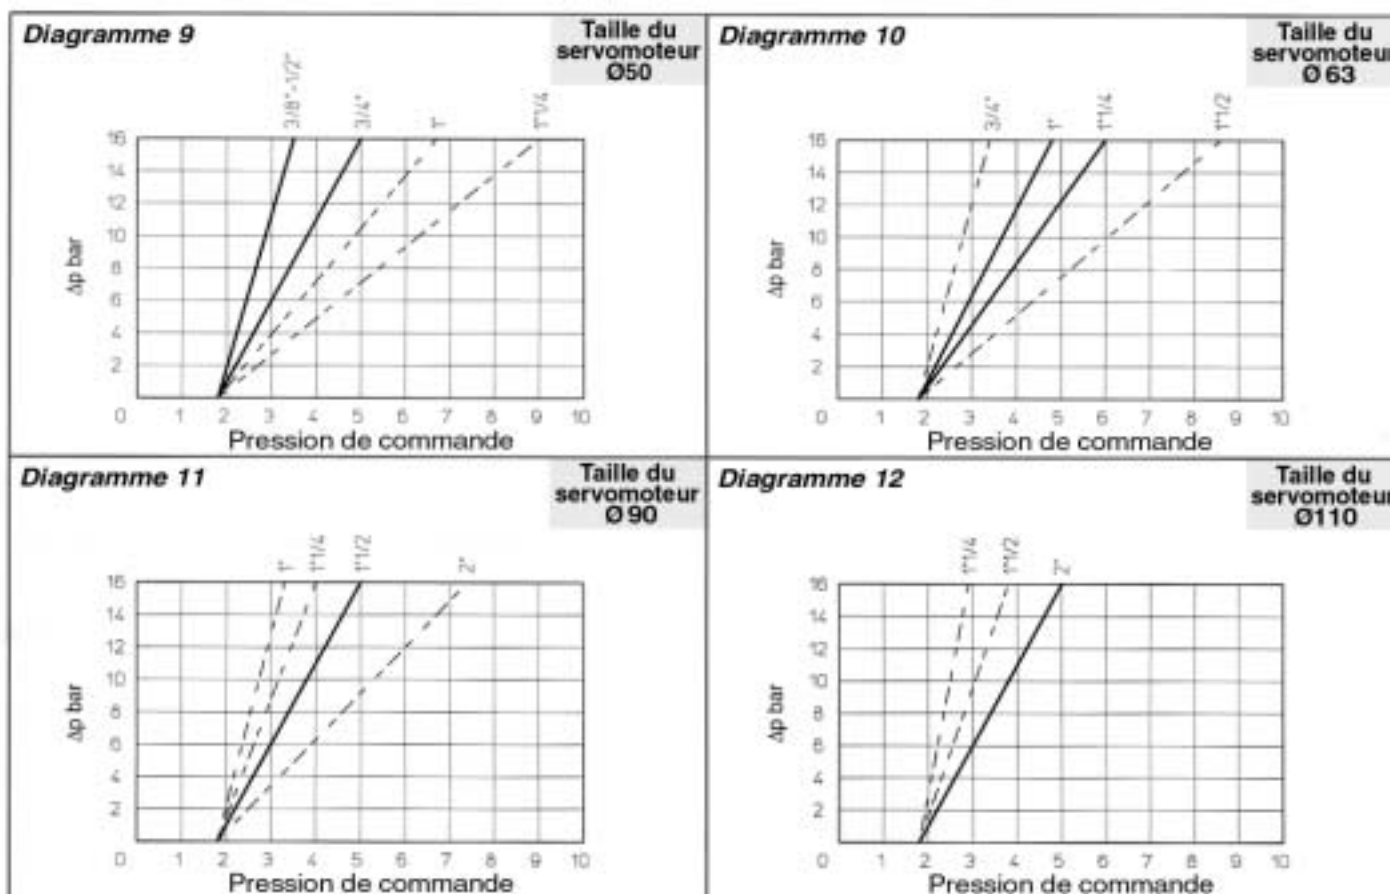 Diagramme 9
Taille du
servomoteur
Ø50
3/8"-1/2"
3/4"
1"
1"1/4
16
14
12
10
8
6
4
2
Δp bar
0 1 2 3 4 5 6 7 8 9 10
Pression de commande
Diagramme 10
Taille du
servomoteur
Ø 63
3/4"
1"
1"1/4
1"1/2
16
14
12
10
8
6
4
2
Δp bar
0 1 2 3 4 5 6 7 8 9 10
Pression de commande
Diagramme 11
Taille du
servomoteur
Ø 90
1"
1"1/4
1"1/2
2"
16
14
12
10
8
6
4
2
Δp bar
0 1 2 3 4 5 6 7 8 9 10
Pression de commande
Diagramme 12
Taille du
servomoteur
Ø110
1"1/4
1"1/2
2"
16
14
12
10
8
6
4
2
Δp bar
0 1 2 3 4 5 6 7 8 9 10
Pression de commande